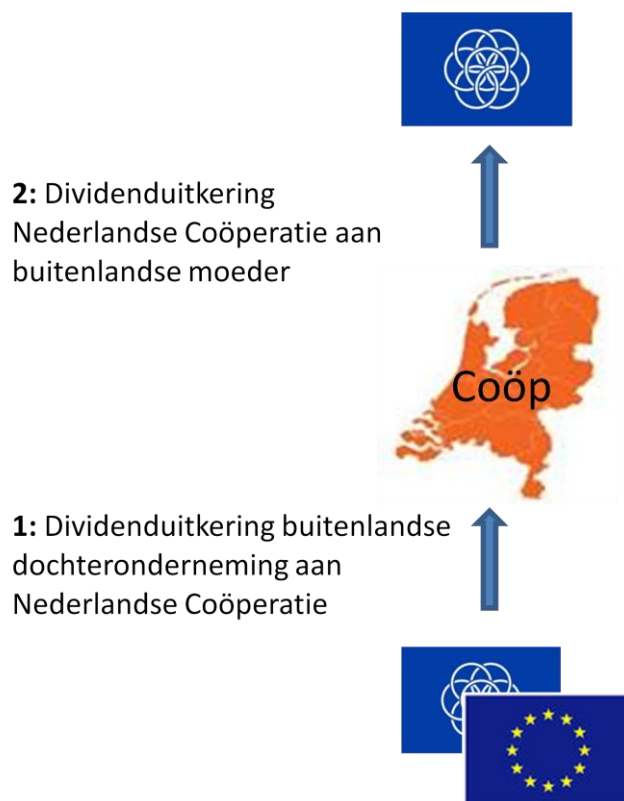 2: Dividenduitkering
Nederlandse Coöperatie aan
buitenlandse moeder
Coöp
1: Dividenduitkering buitenlandse
dochteronderneming aan
Nederlandse Coöperatie